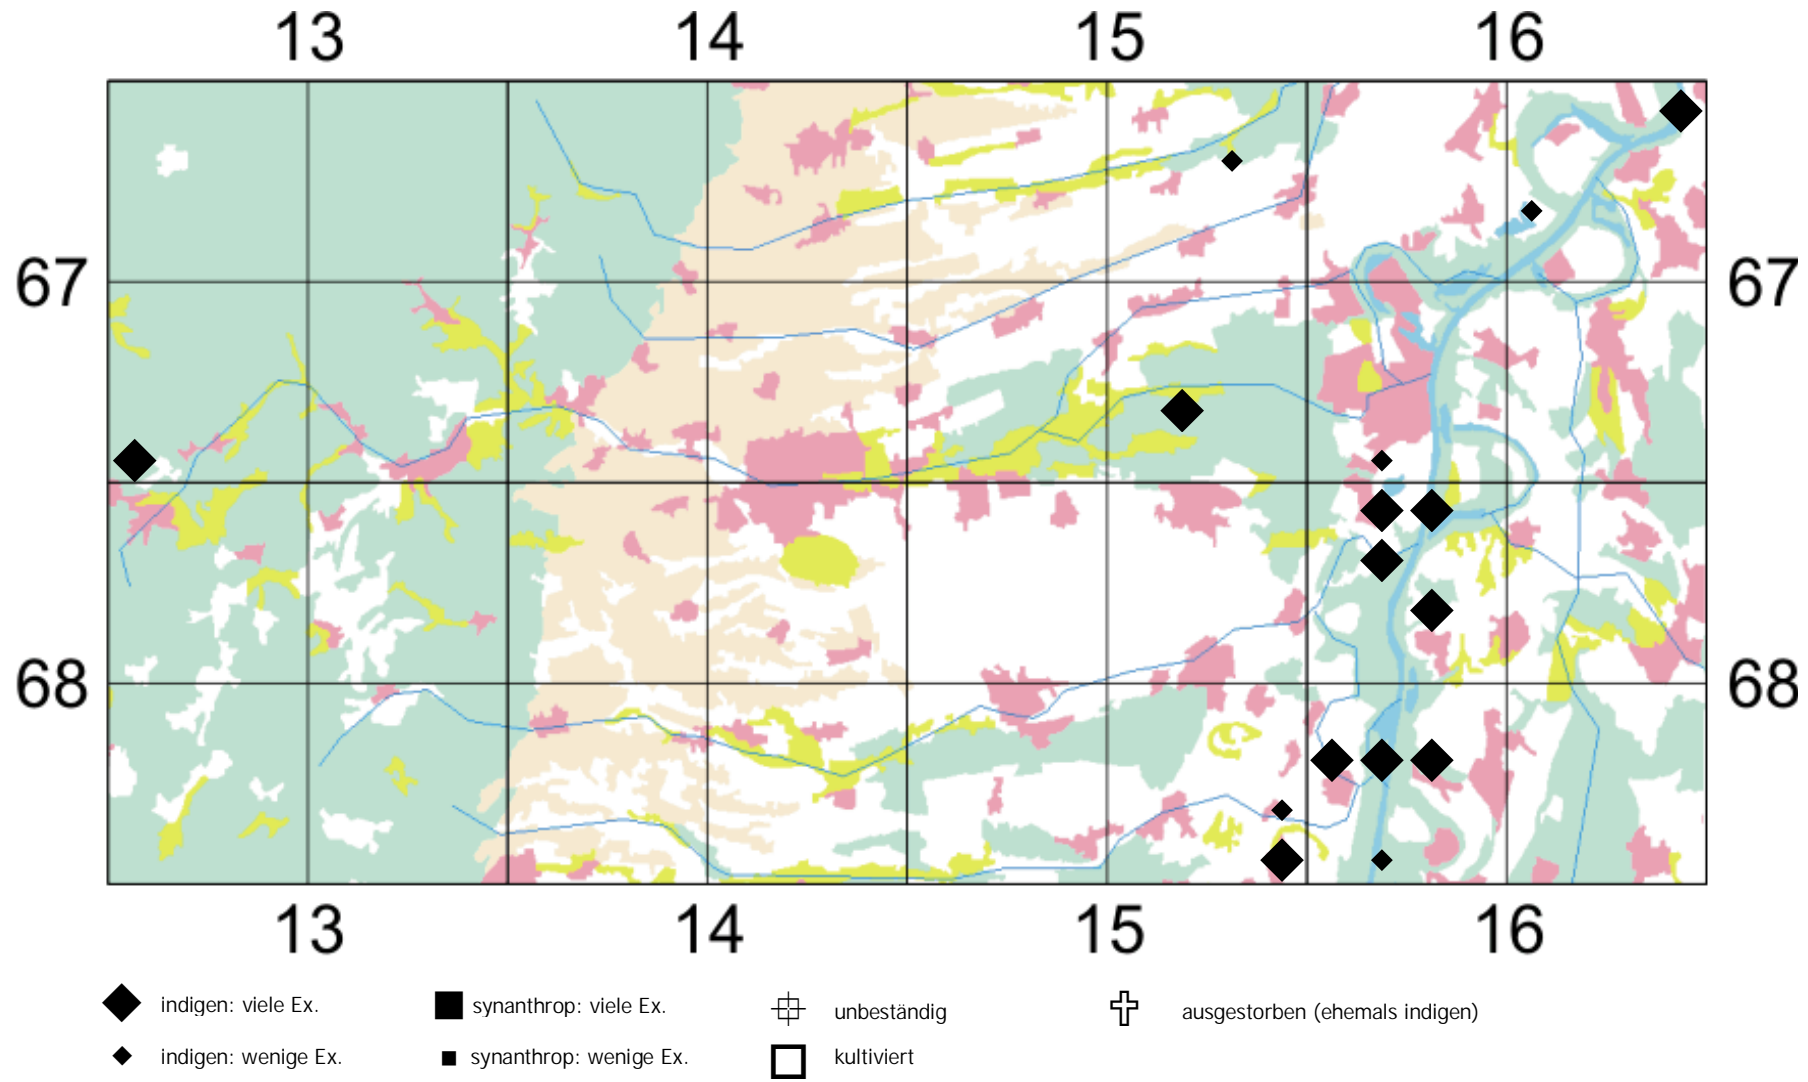 13 14 15 16
67 67
68 68
13 14 15 16
indigen: viele Ex. synanthrop: viele Ex. unbeständig ausgestorben (ehemals indigen)
indigen: wenige Ex. synanthrop: wenige Ex. kultiviert